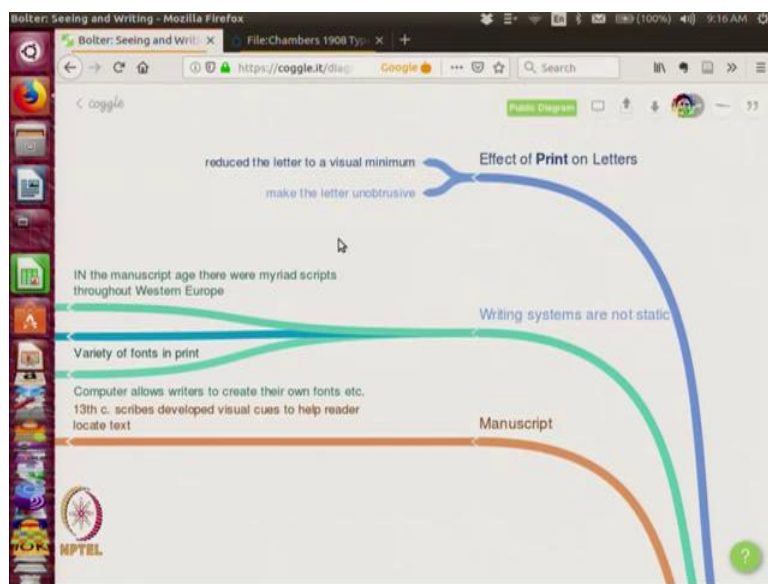 Bolter: Seeing and Writing - Mozilla Firefox
En
(100%)
9:16 AM
Bolter: Seeing and Writi
File:Chambers 1908 Typ
https://coggle.it/diag
Google
Search
coggle
Public Diagram
reduced the letter to a visual minimum
Effect of Print on Letters
make the letter unobtrusive
IN the manuscript age there were myriad scripts
throughout Western Europe
Writing systems are not static
Variety of fonts in print
Computer allows writers to create their own fonts etc.
13th c. scribes developed visual cues to help reader
locate text
Manuscript
NPTEL
?